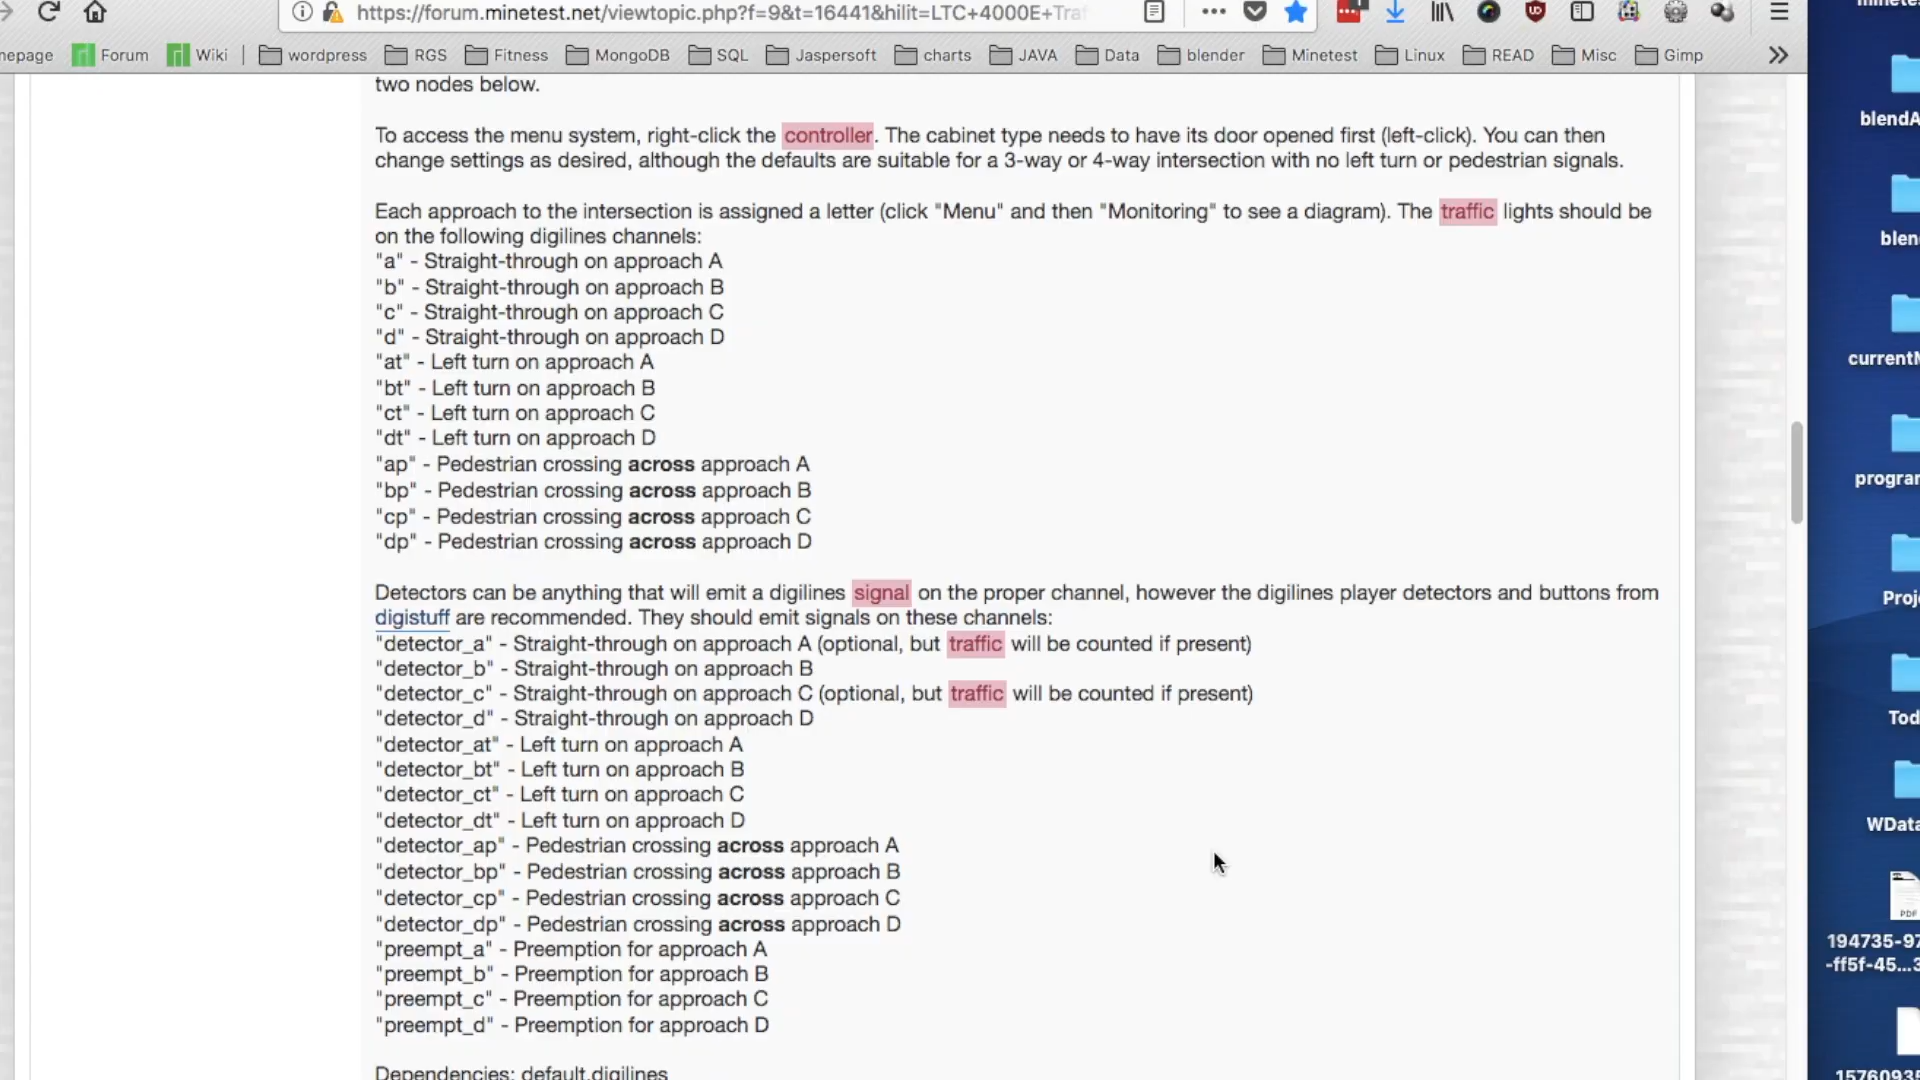 https://forum.minetest.net/viewtopic.php?f=9&t=16441&hilit=LTC+4000E+Traf
mepage Forum Wiki wordpress RGS Fitness MongoDB SQL Jaspersoft charts JAVA Data blender Minetest Linux READ Misc Gimp
two nodes below.
To access the menu system, right-click the controller. The cabinet type needs to have its door opened first (left-click). You can then
change settings as desired, although the defaults are suitable for a 3-way or 4-way intersection with no left turn or pedestrian signals.
Each approach to the intersection is assigned a letter (click "Menu" and then "Monitoring" to see a diagram). The traffic lights should be
on the following digilines channels:
"a" - Straight-through on approach A
"b" - Straight-through on approach B
"c" - Straight-through on approach C
"d" - Straight-through on approach D
"at" - Left turn on approach A
"bt" - Left turn on approach B
"ct" - Left turn on approach C
"dt" - Left turn on approach D
"ap" - Pedestrian crossing across approach A
"bp" - Pedestrian crossing across approach B
"cp" - Pedestrian crossing across approach C
"dp" - Pedestrian crossing across approach D
Detectors can be anything that will emit a digilines signal on the proper channel, however the digilines player detectors and buttons from
digistuff are recommended. They should emit signals on these channels:
"detector_a" - Straight-through on approach A (optional, but traffic will be counted if present)
"detector_b" - Straight-through on approach B
"detector_c" - Straight-through on approach C (optional, but traffic will be counted if present)
"detector_d" - Straight-through on approach D
"detector_at" - Left turn on approach A
"detector_bt" - Left turn on approach B
"detector_ct" - Left turn on approach C
"detector_dt" - Left turn on approach D
"detector_ap" - Pedestrian crossing across approach A
"detector_bp" - Pedestrian crossing across approach B
"detector_cp" - Pedestrian crossing across approach C
"detector_dp" - Pedestrian crossing across approach D
"preempt_a" - Preemption for approach A
"preempt_b" - Preemption for approach B
"preempt_c" - Preemption for approach C
"preempt_d" - Preemption for approach D
Dependencies: default,digilines
minetes
blendA
blen
currentM
program
Proj
Tod
WData
PDF
194735-97
-ff5f-45...3
15760935